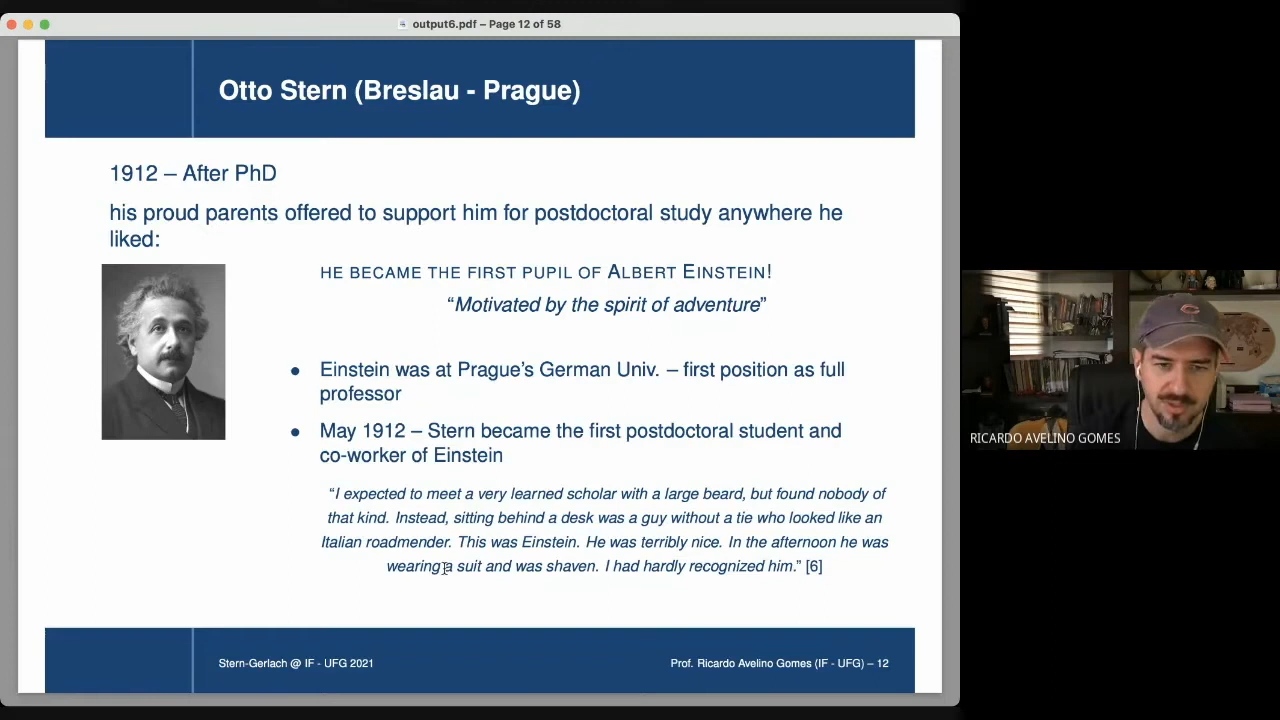 output6.pdf – Page 12 of 58
Otto Stern (Breslau - Prague)
1912 – After PhD
his proud parents offered to support him for postdoctoral study anywhere he
liked:
HE BECAME THE FIRST PUPIL OF ALBERT EINSTEIN!
“Motivated by the spirit of adventure”
• Einstein was at Prague’s German Univ. – first position as full
professor
• May 1912 – Stern became the first postdoctoral student and
co-worker of Einstein
“I expected to meet a very learned scholar with a large beard, but found nobody of
that kind. Instead, sitting behind a desk was a guy without a tie who looked like an
Italian roadmender. This was Einstein. He was terribly nice. In the afternoon he was
wearing a suit and was shaven. I had hardly recognized him.” [6]
Stern-Gerlach @ IF - UFG 2021
Prof. Ricardo Avelino Gomes (IF - UFG) – 12
RICARDO AVELINO GOMES